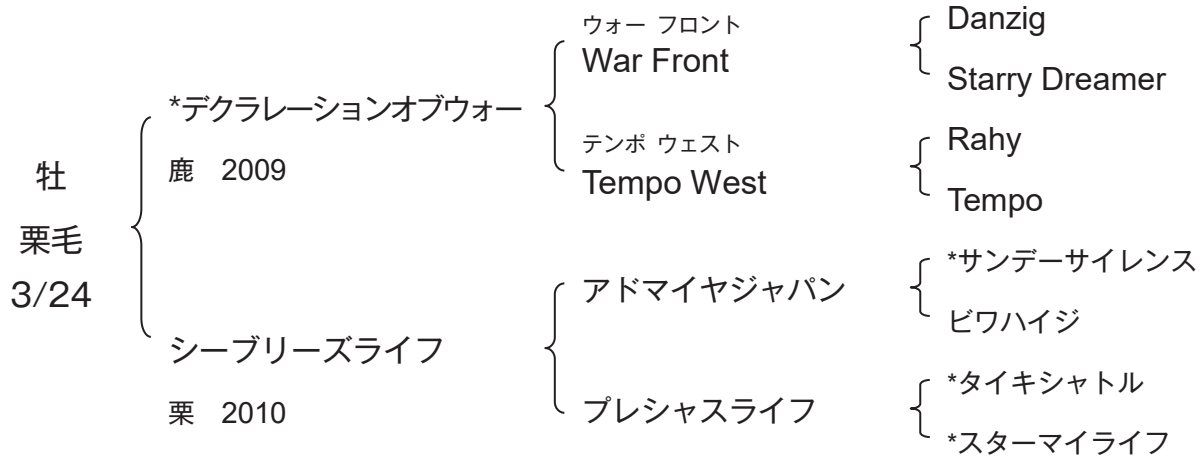 牡
栗毛
3/24
*デクラレーションオブウォー
鹿　2009
シーブリーズライフ
栗　2010
ウォー フロント
War Front
テンポ ウェスト
Tempo West
アドマイヤジャパン
プレシャスライフ
Danzig
Starry Dreamer
Rahy
Tempo
*サンデーサイレンス
ビワハイジ
*タイキシャトル
*スターマイライフ